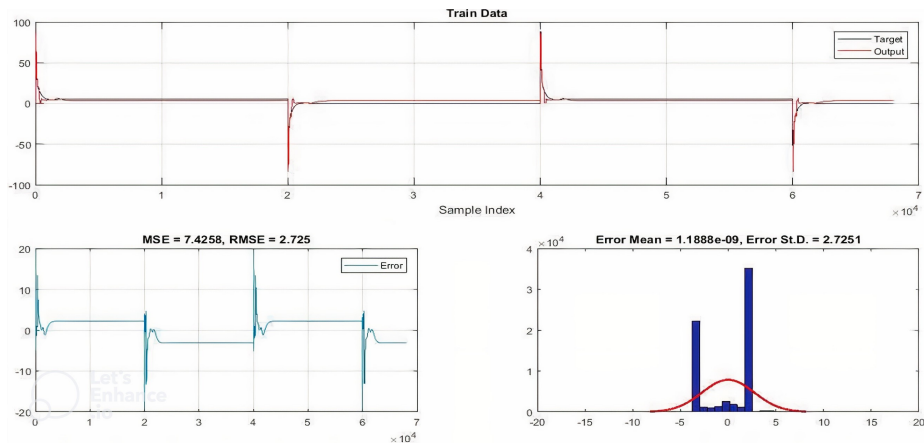 Train Data
100
50
0
-50
-100
Target
Output
0 1 2 3 4 5 6 7
Sample Index
×10⁴
MSE = 7.4258, RMSE = 2.725
20
10
0
-10
-20
Error
0 1 2 3 4 5 6 7
×10⁴
Let's
Enhance
.io
Error Mean = 1.1888e-09, Error St.D. = 2.7251
×10⁴
4
3
2
1
0
-20 -15 -10 -5 0 5 10 15 20